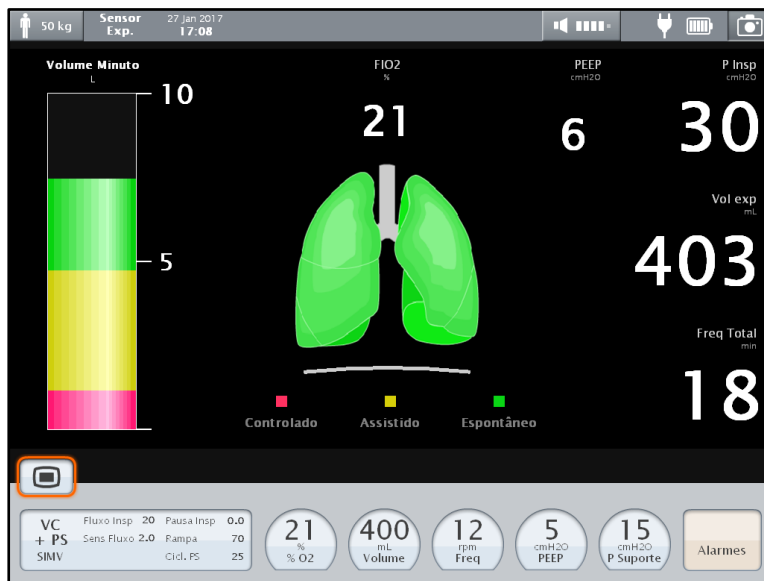 50 kg
Sensor
Exp.
27 Jan 2017
17:08
Volume Minuto
L
10
5
FIO2
%
21
PEEP
cmH2O
6
P Insp
cmH2O
30
Vol exp
mL
403
Freq Total
min
18
Controlado
Assistido
Espontâneo
VC
+ PS
SIMV
Fluxo Insp 20 Pausa Insp 0.0
Sens Fluxo 2.0 Rampa 70
Cicl. PS 25
21
%
% O2
400
mL
Volume
12
rpm
Freq
5
cmH2O
PEEP
15
cmH2O
P Suporte
Alarmes